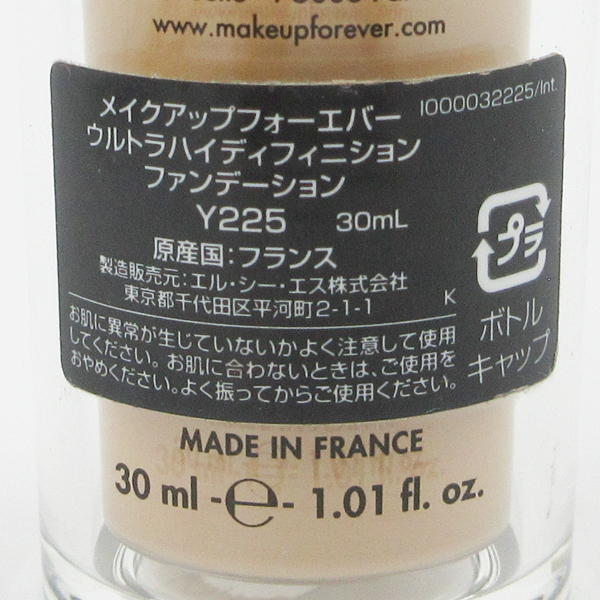 www.makeupforever.com
メイクアップフォーエバー
I000032225/Int.
ウルトラハイディフィニション
ファンデーション
Y225 30mL
原産国:フランス
製造販売元:エル・シー・エス株式会社
東京都千代田区平河町2-1-1 K
プラ
ボトル
キャップ
お肌に異常が生じていないかよく注意して使用
してください。お肌に合わないときは、ご使用を
おやめください。よく振ってからご使用ください。
MADE IN FRANCE
30 ml -e- 1.01 fl. oz.